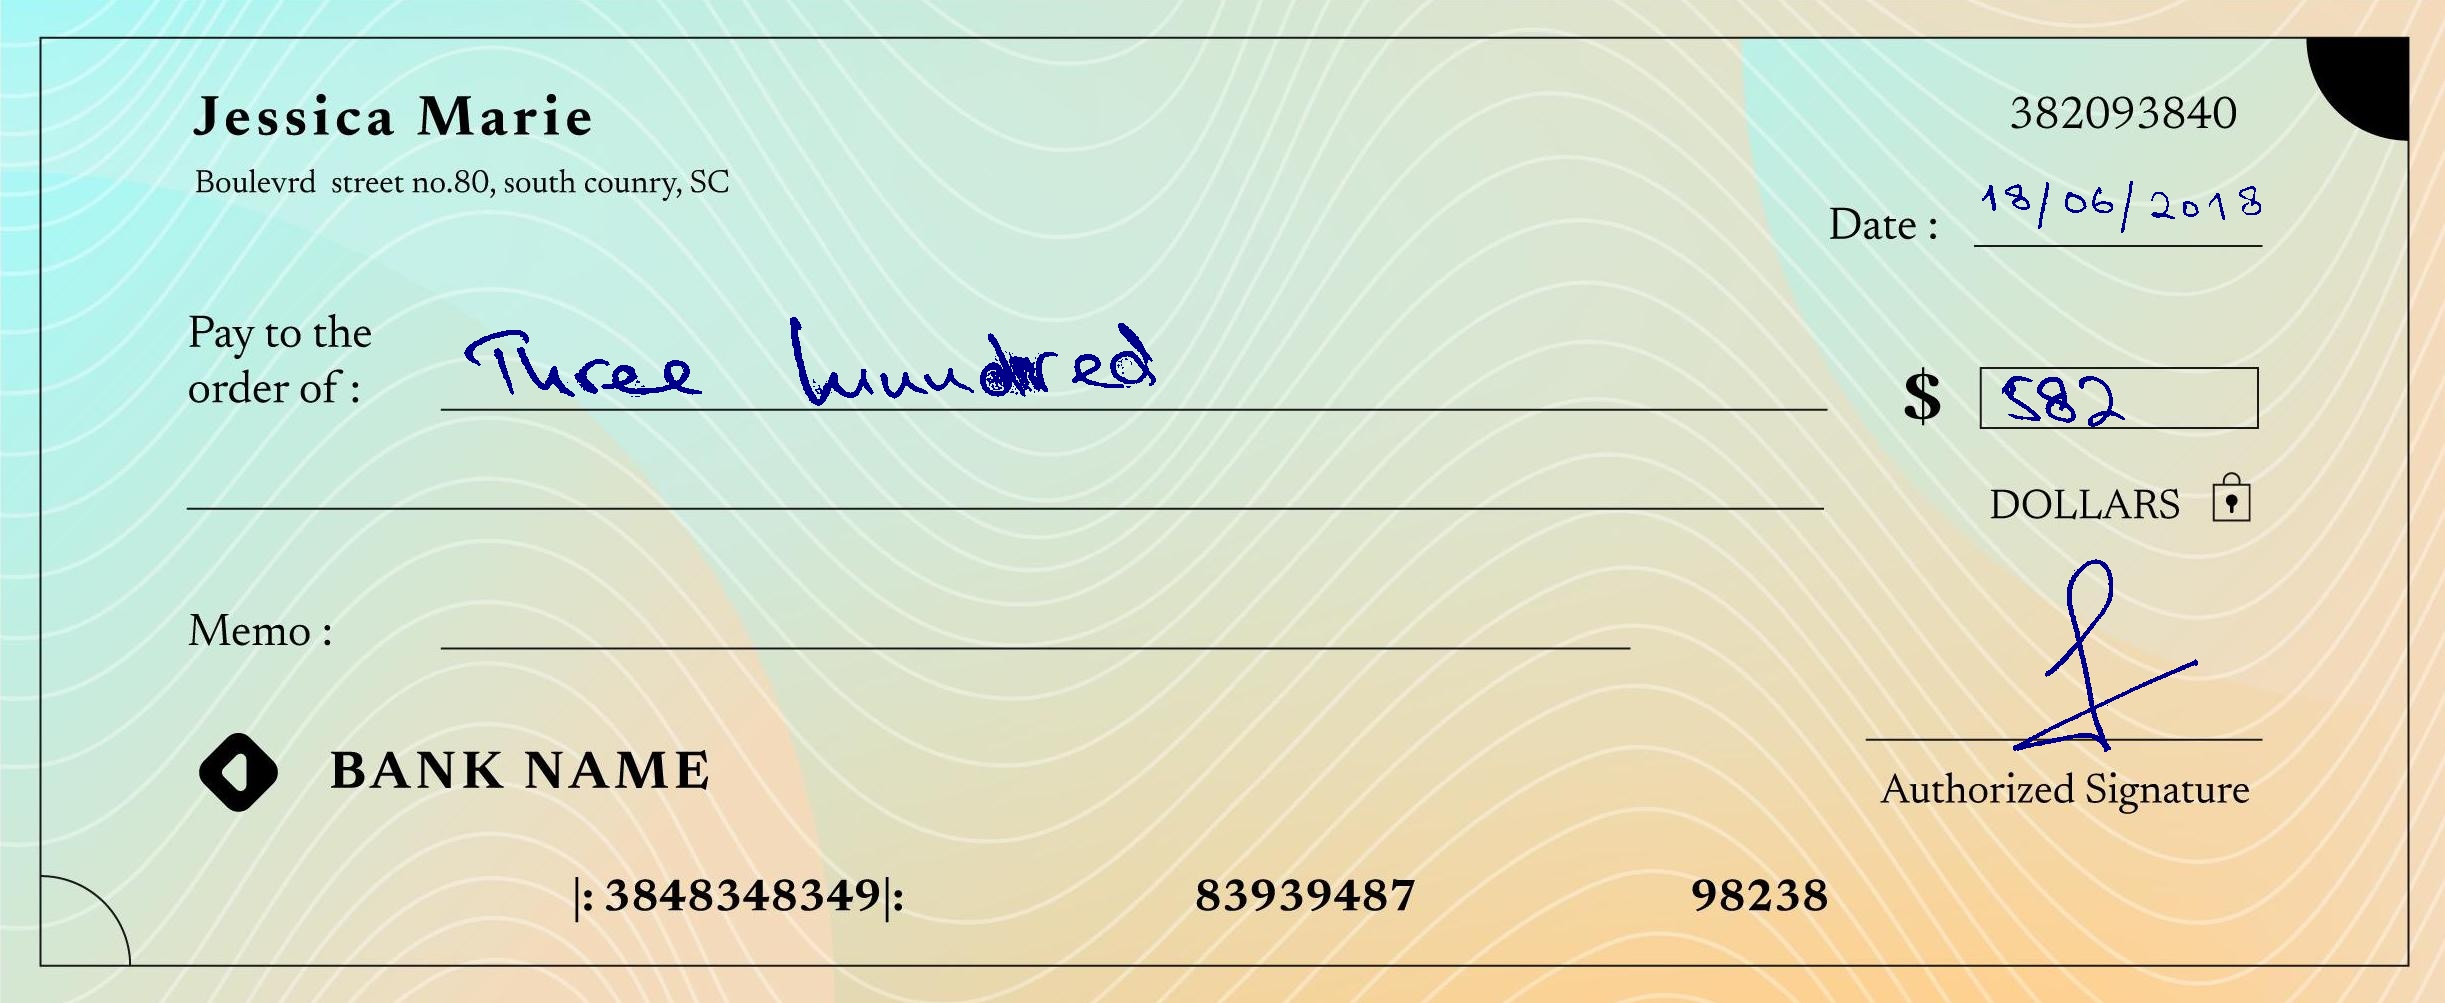 Jessica Marie
382093840
Boulevrd street no.80, south counry, SC
Date : 18/06/2018
Pay to the
order of : Three hundred
$ 582
DOLLARS
Memo :
BANK NAME
Authorized Signature
|: 3848348349|: 83939487 98238